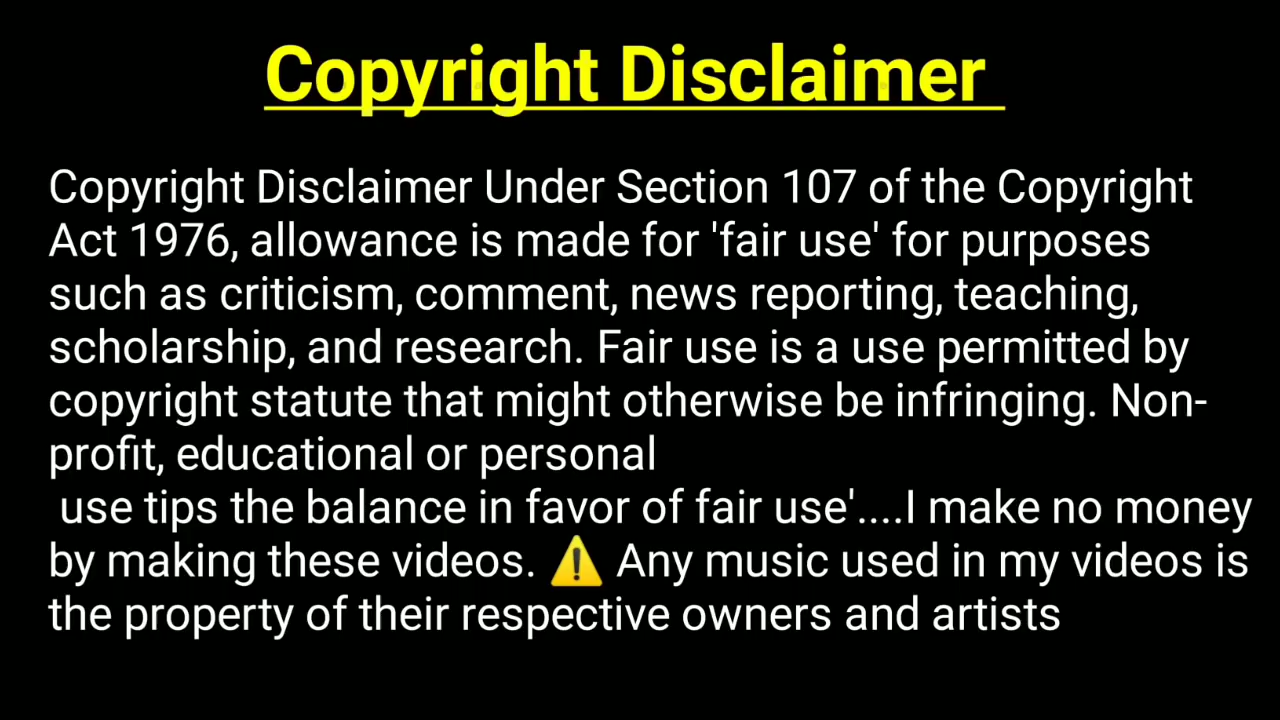 Copyright Disclaimer
Copyright Disclaimer Under Section 107 of the Copyright
Act 1976, allowance is made for 'fair use' for purposes
such as criticism, comment, news reporting, teaching,
scholarship, and research. Fair use is a use permitted by
copyright statute that might otherwise be infringing. Non-
profit, educational or personal
use tips the balance in favor of fair use'....I make no money
by making these videos. ⚠️ Any music used in my videos is
the property of their respective owners and artists